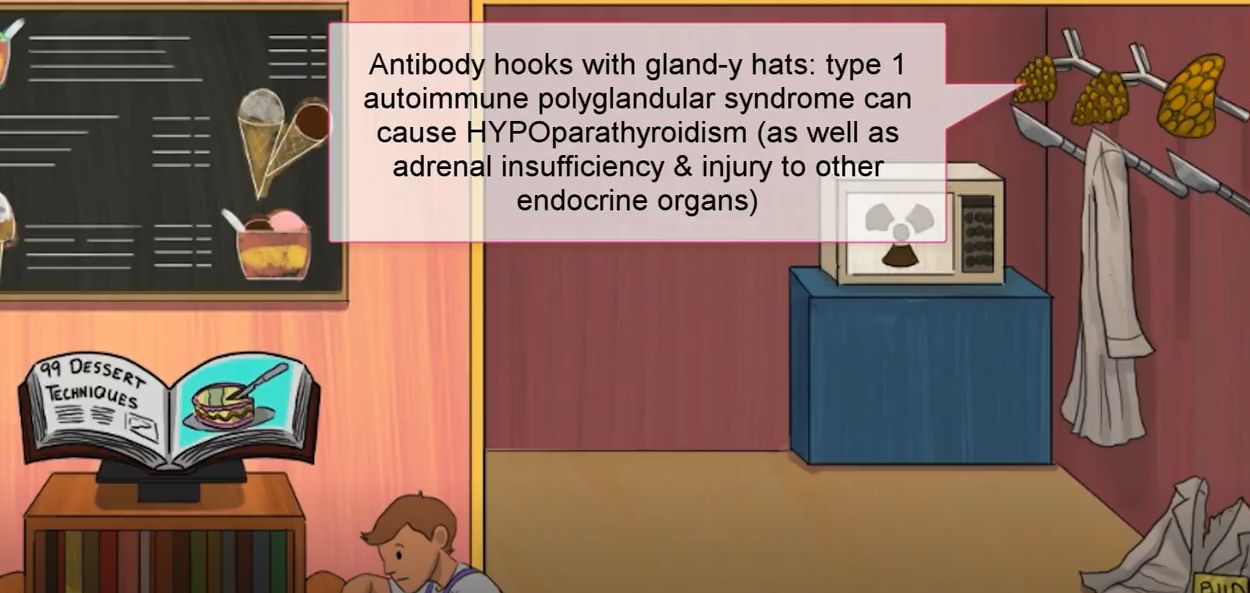 Antibody hooks with gland-y hats: type 1
autoimmune polyglandular syndrome can
cause HYPOparathyroidism (as well as
adrenal insufficiency & injury to other
endocrine organs)
99 DESSERT
TECHNIQUES